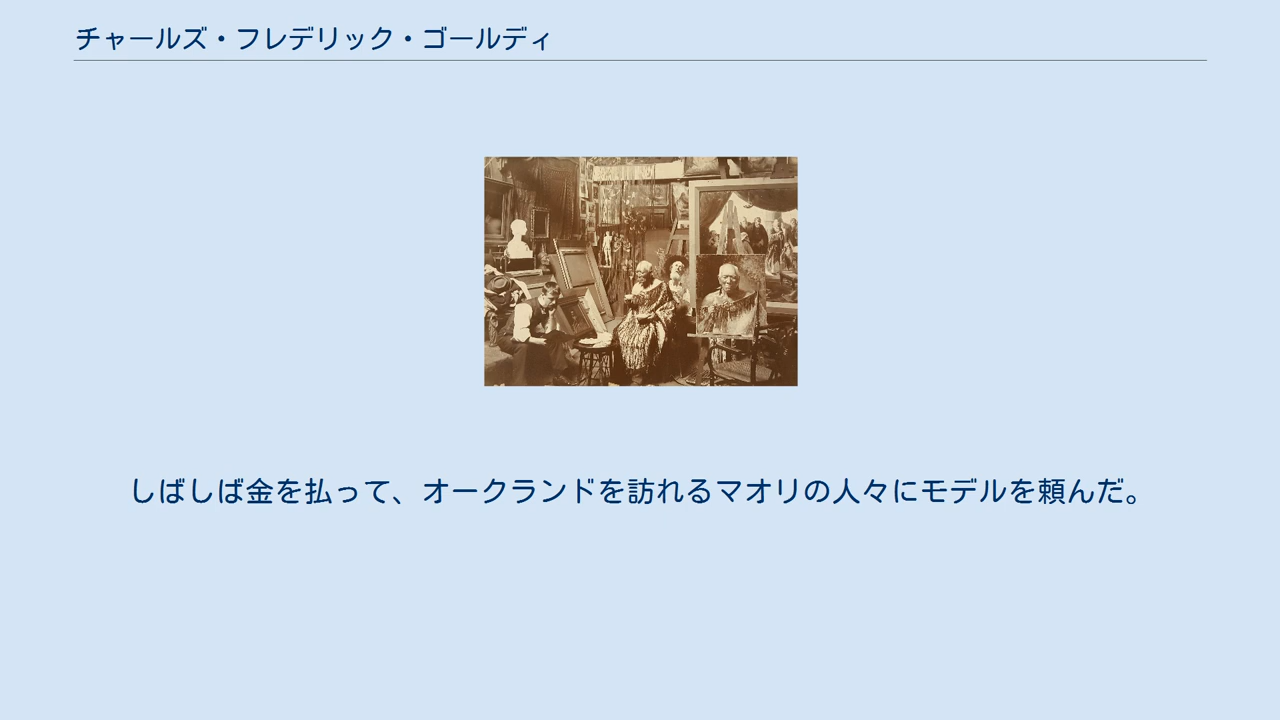 チャールズ・フレデリック・ゴールディ
しばしば金を払って、オークランドを訪れるマオリの人々にモデルを頼んだ。